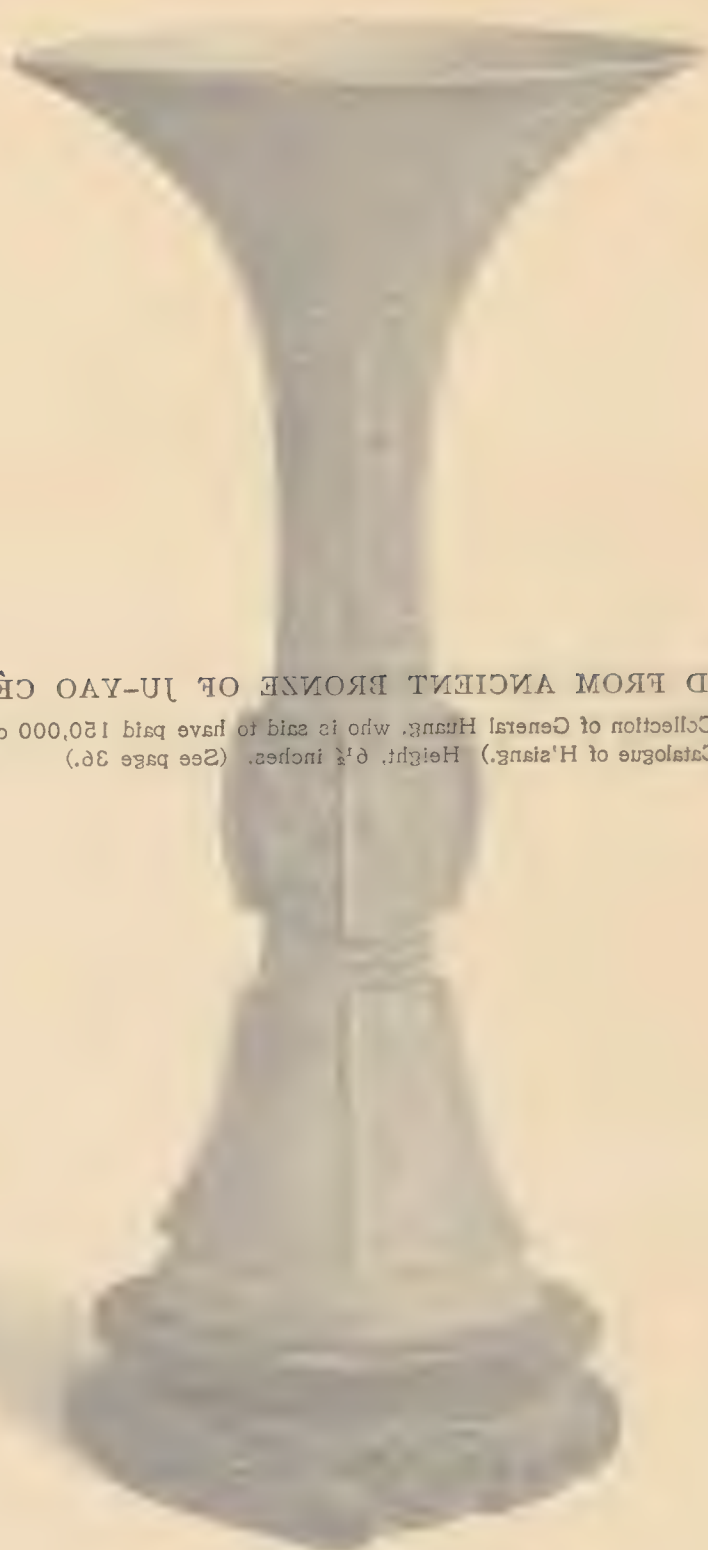 D FROM ANCIENT BRONZE OF JU-YAO
Collection of General Huang, who is said to have paid 150,000
Catalogue of H'siang.) Height, 6½ inches. (See page 36.)